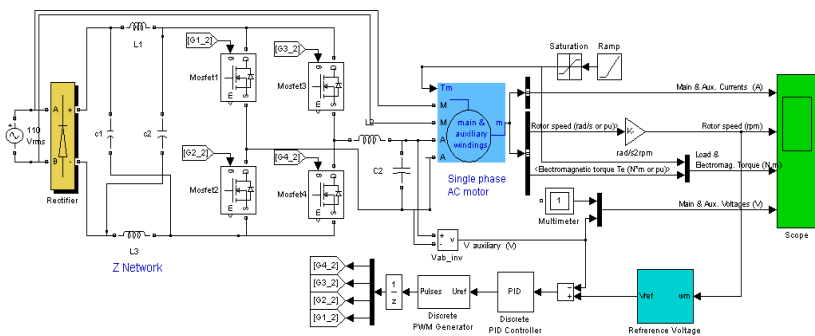 L1
[G1_2]
[G3_2]
Mosfet1
Mosfet3
Saturation
Ramp
110
Vrms
A
B
+
-
Rectifier
c1
c2
Tm
M
M
A
A
main &
auxiliary
windings
m
Single phase
AC motor
Main & Aux. Currents (A)
Rotor speed (rad/s or pu)
K-
rad/s2rpm
Rotor speed (rpm)
L2
C2
[G2_2]
[G4_2]
Mosfet2
Mosfet4
Load &
Electromag. Torque (N_m)
<Electromagnetic torque Te (N*m or pu)>
1
Multimeter
Main & Aux. Voltages (V)
Scope
L3
Z Network
+
-
v
Vab_inv
V auxiliary (V)
[G4_2]
[G3_2]
[G2_2]
[G1_2]
1
z
Pulses
Uref
Discrete
PWM Generator
PID
Discrete
PID Controller
Vref
wm
Refrerence Voltage